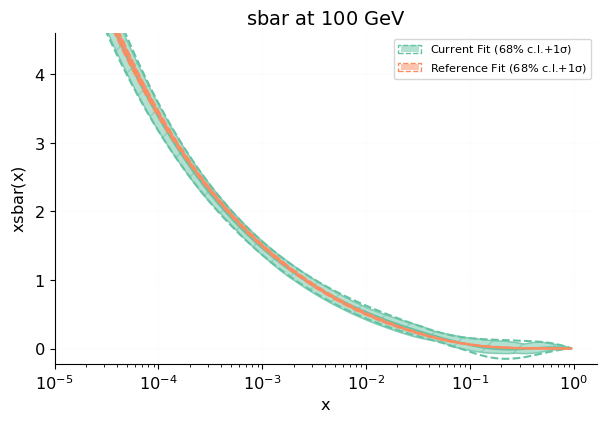 sbar at 100 GeV
Current Fit (68% c.l.+1σ)
Reference Fit (68% c.l.+1σ)
xsbar(x)
4
3
2
1
0
10⁻⁵ 10⁻⁴ 10⁻³ 10⁻² 10⁻¹ 10⁰
x